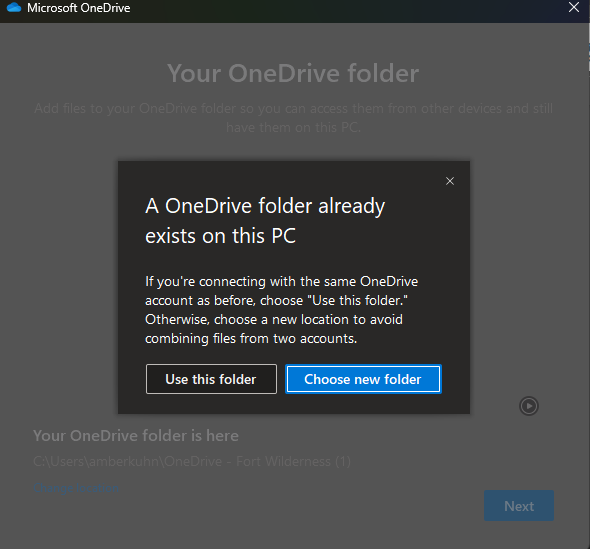 Microsoft OneDrive
Your OneDrive folder
Add files to your OneDrive folder so you can access them from other devices and still
have them on this PC.
A OneDrive folder already
exists on this PC
If you're connecting with the same OneDrive
account as before, choose "Use this folder."
Otherwise, choose a new location to avoid
combining files from two accounts.
Use this folder
Choose new folder
Your OneDrive folder is here
C:\Users\amberkuhn\OneDrive - Fort Wilderness (1)
Next